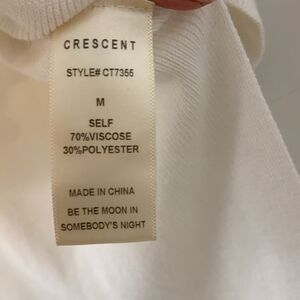 CRESCENT
STYLE# CT7355
M
SELF
70%VISCOSE
30%POLYESTER
MADE IN CHINA
BE THE MOON IN
SOMEBODY'S NIGHT